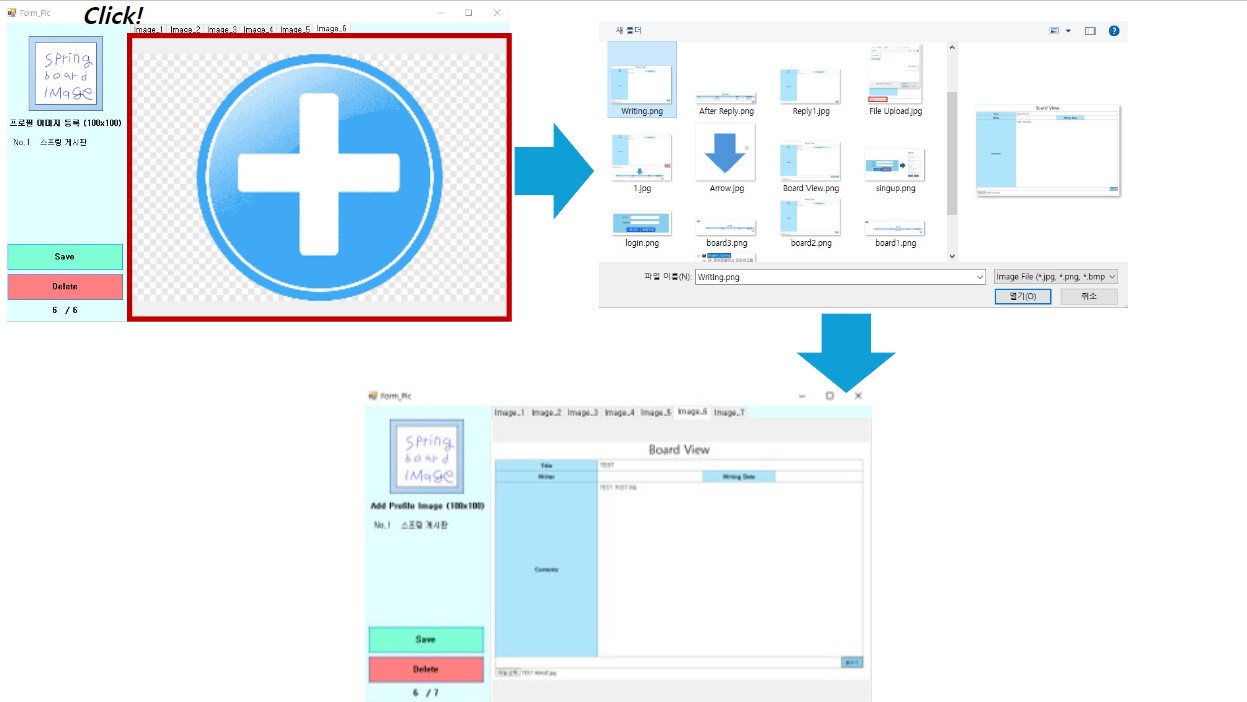 Form_Pic
Click!
Image_1 Image_2 Image_3 Image_4 Image_5 Image_6
Spring
board
IMage
프로필 이미지 등록 (100x100)
No.1 스프링 게시판
Save
Delete
6 / 6
새 폴더
Writing.png After Reply.png Reply1.jpg File Upload.jpg
1.jpg Arrow.jpg Board View.png singup.png
login.png board3.png board2.png board1.png
파일 이름(N): Writing.png Image File (*.jpg, *.png, *.bmp
열기(O) 취소
Board View
Form_Pic
Image_1 Image_2 Image_3 Image_4 Image_5 Image_6 Image_7
Spring
board
IMage
Add Profile Image (100x100)
No.1 스프링 게시판
Save
Delete
6 / 7
Board View
Title TEST
Writer Writing Date
Contents
파일 선택 TEST IMAGE.jpg